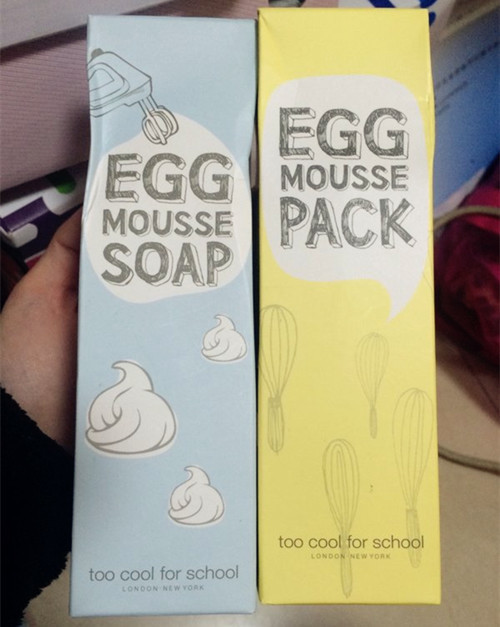 EGG
MOUSSE
SOAP
too cool for school
LONDON·NEW YORK
EGG
MOUSSE
PACK
too cool for school
LONDON·NEW YORK